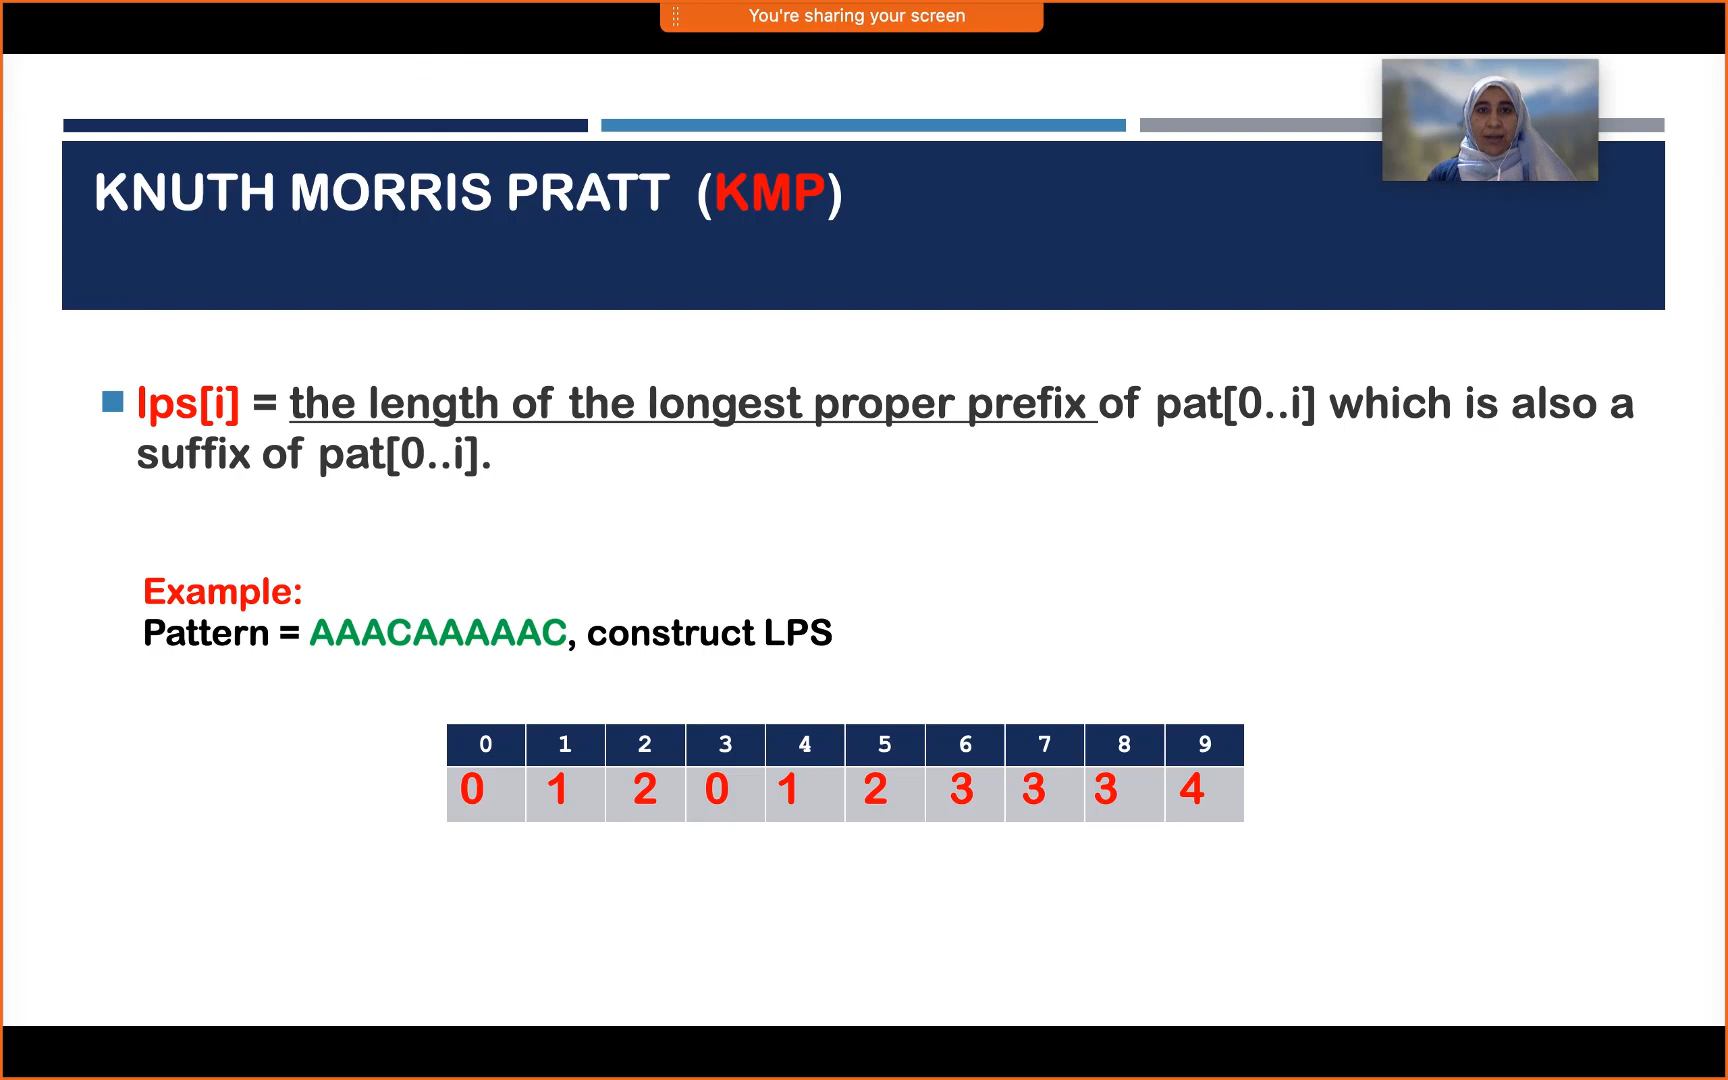 You're sharing your screen
KNUTH MORRIS PRATT (KMP)
lps[i] = the length of the longest proper prefix of pat[0..i] which is also a
suffix of pat[0..i].
Example:
Pattern = AAACAAAAAC, construct LPS
0 1 2 3 4 5 6 7 8 9
0 1 2 0 1 2 3 3 3 4